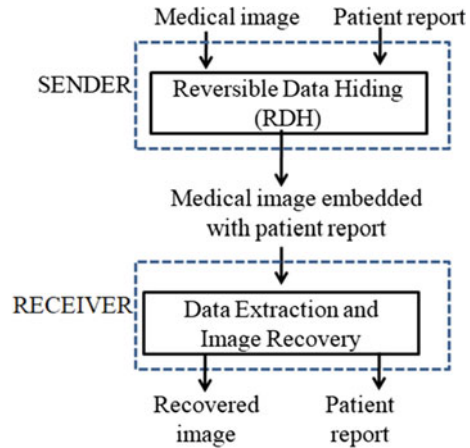 Medical image Patient report
SENDER
Reversible Data Hiding
(RDH)
Medical image embedded
with patient report
RECEIVER
Data Extraction and
Image Recovery
Recovered
image
Patient
report